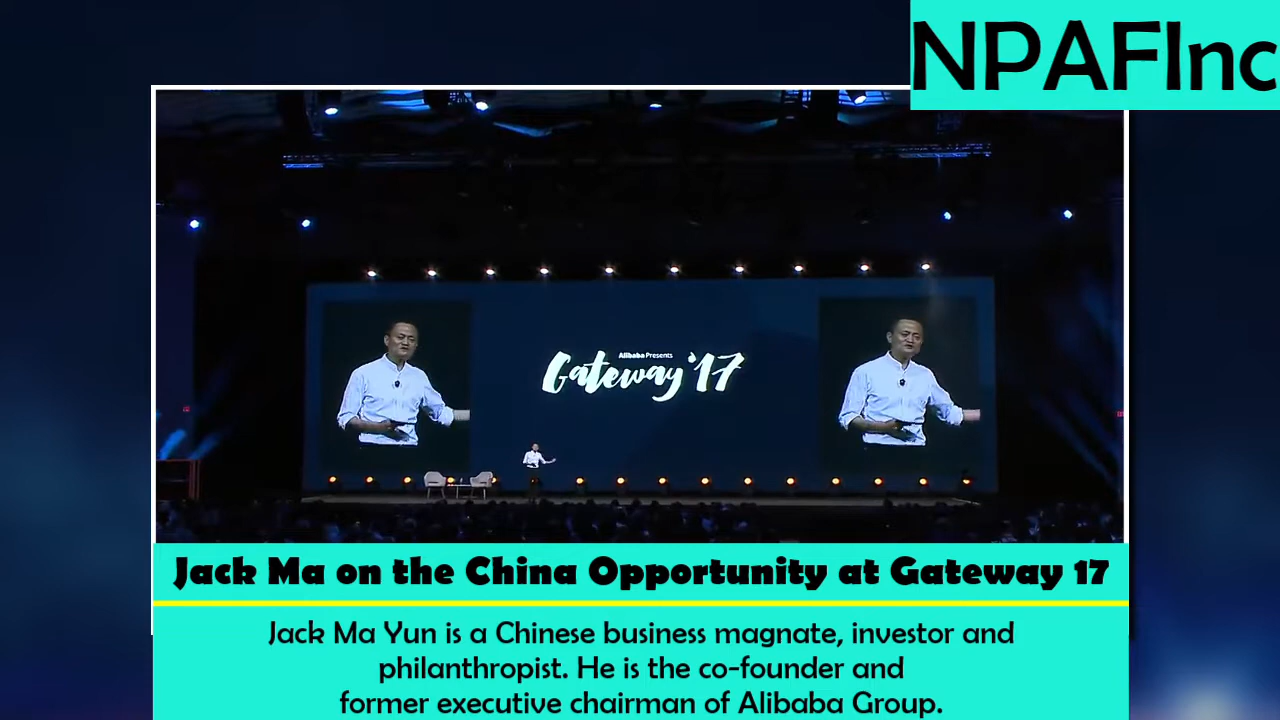 NPAFInc
Alibaba Presents
Gateway '17
Jack Ma on the China Opportunity at Gateway 17
Jack Ma Yun is a Chinese business magnate, investor and
philanthropist. He is the co-founder and
former executive chairman of Alibaba Group.